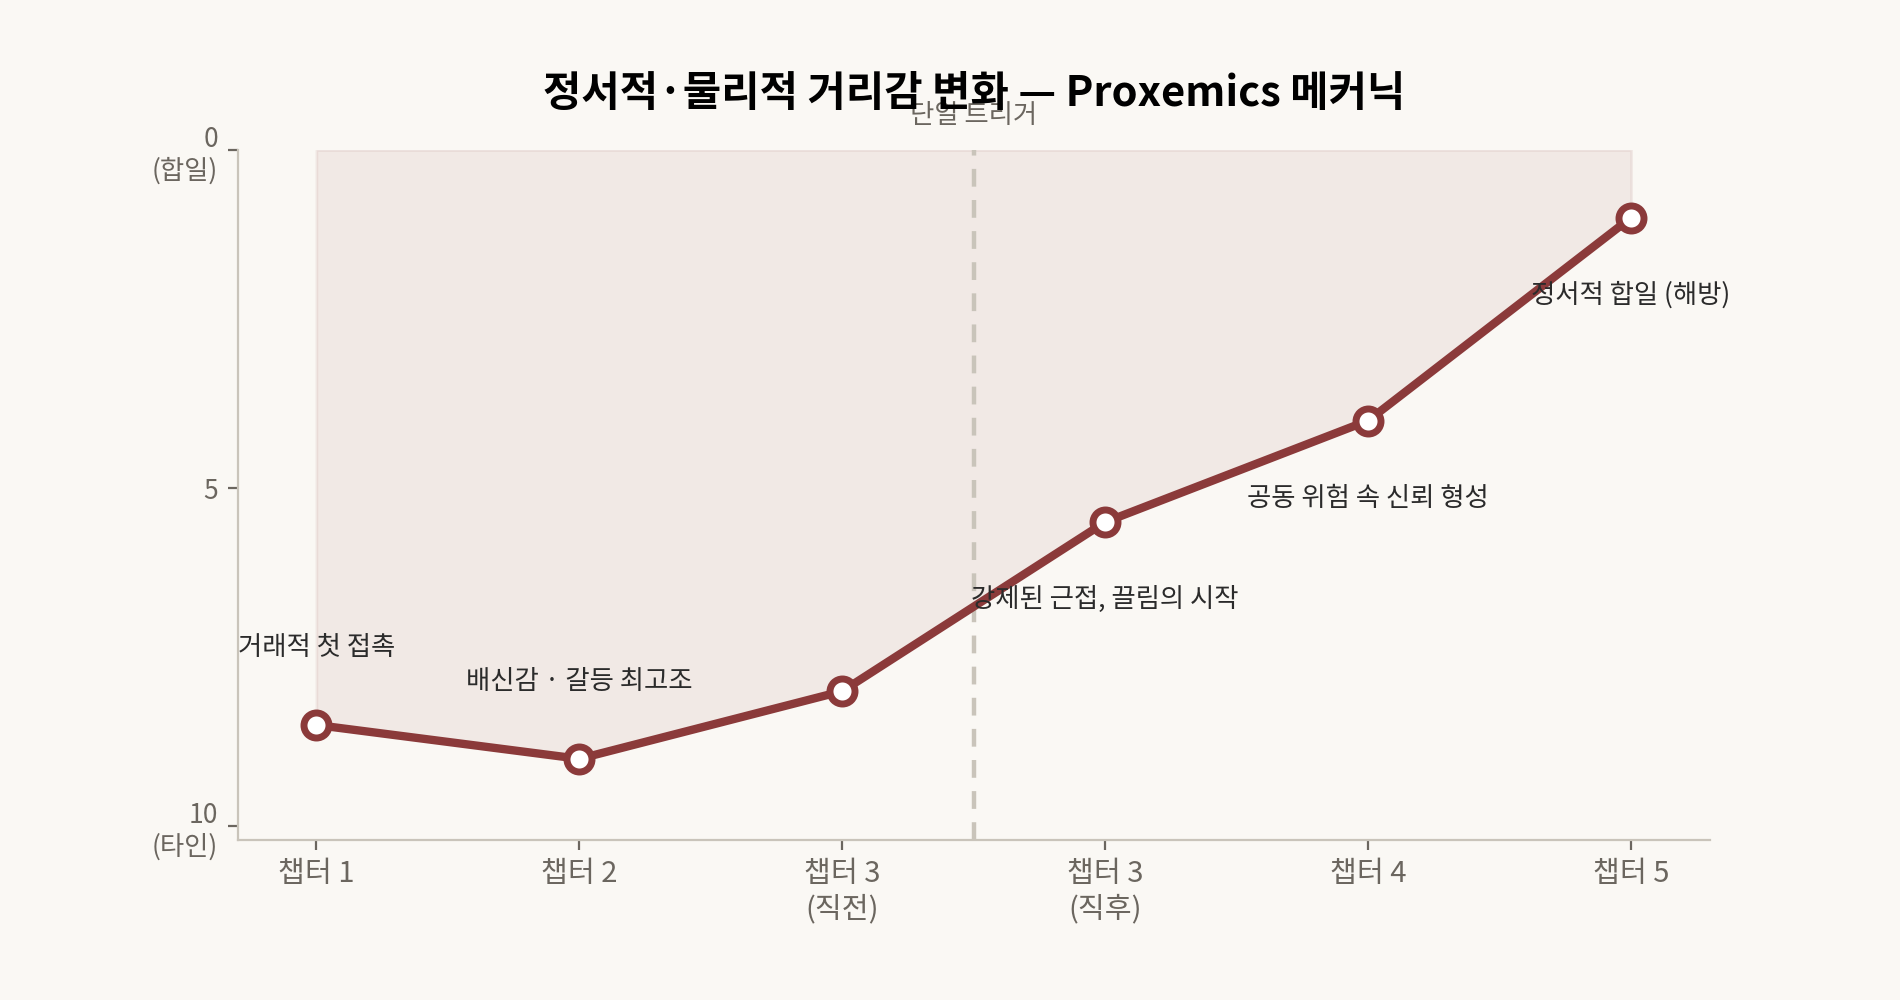 정서적·물리적 거리감 변화 — Proxemics 메커닉
단일 트리거
0
(합일)
정서적 합일 (해방)
5
공동 위험 속 신뢰 형성
강제된 근접, 끌림의 시작
거래적 첫 접촉
배신감 · 갈등 최고조
10
(타인)
챕터 1
챕터 2
챕터 3
(직전)
챕터 3
(직후)
챕터 4
챕터 5